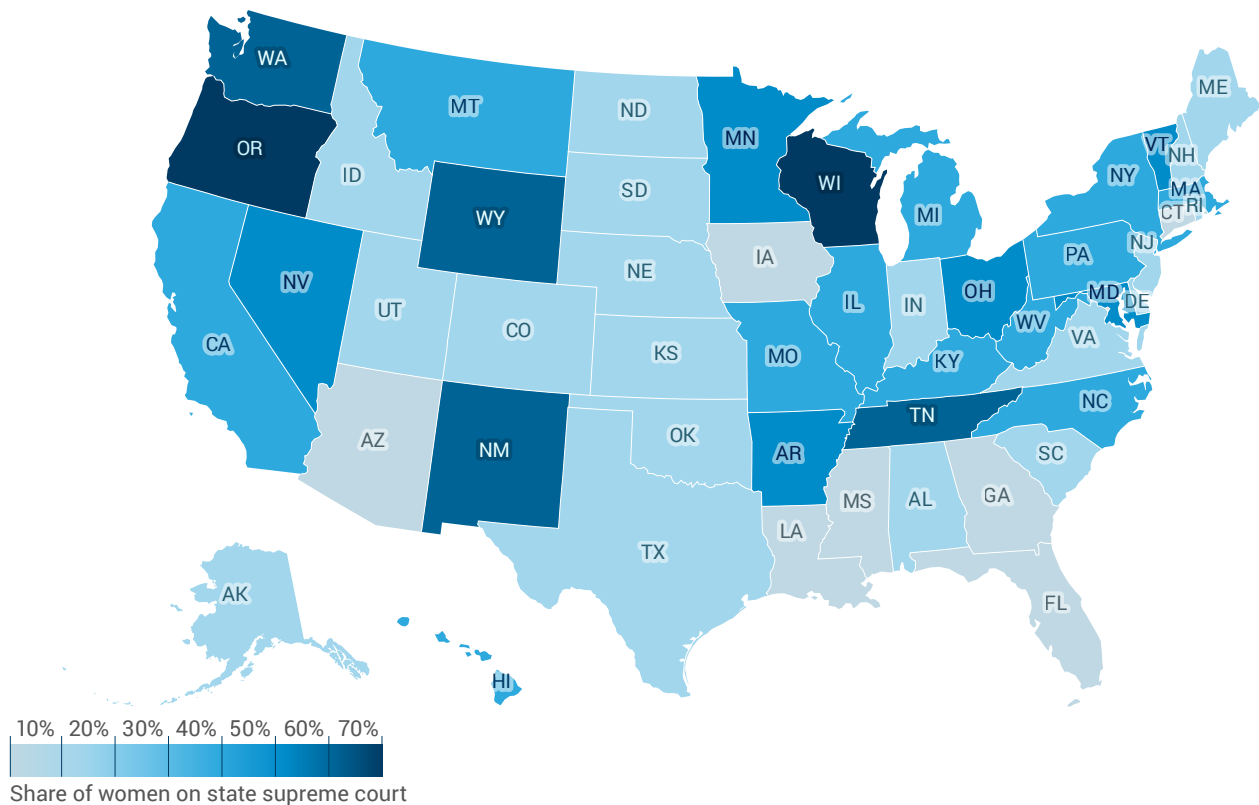 WA
MT
ND
MN
ME
OR
ID
SD
WI
MI
NY
VT
NH
MA
CT
RI
WY
NE
IA
PA
NJ
NV
UT
CO
IL
IN
OH
MD
DE
WV
VA
CA
KS
MO
KY
AZ
NM
OK
AR
TN
NC
SC
MS
AL
GA
LA
TX
FL
AK
HI
10% 20% 30% 40% 50% 60% 70%
Share of women on state supreme court